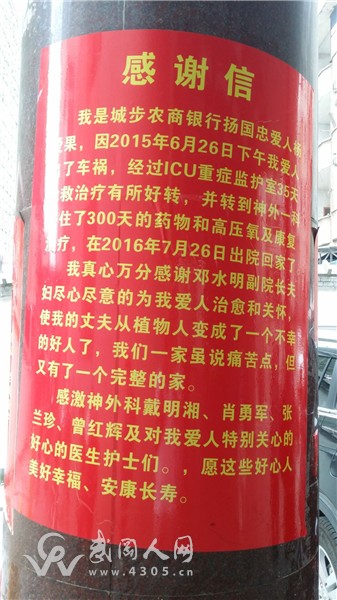 感谢信
我是城步农商银行扬国忠爱人杨
果，因2015年6月26日下午我爱人
了车祸，经过ICU重症监护室35天
救治疗有所好转，并转到神外一科
住了300天的药物和高压氧及康复
治疗，在2016年7月26日出院回家了
我真心万分感谢邓水明副院长夫
妇尽心尽意的为我爱人治愈和关怀，
使我的丈夫从植物人变成了一个不幸
的好人了，我们一家虽说痛苦点，但
又有了一个完整的家。
感激神外科戴明湘、肖勇军、张
兰珍、曾红辉及对我爱人特别关心的
好心的医生护士们。，愿这些好心人
美好幸福、安康长寿。
武冈人网
www.4305.cn